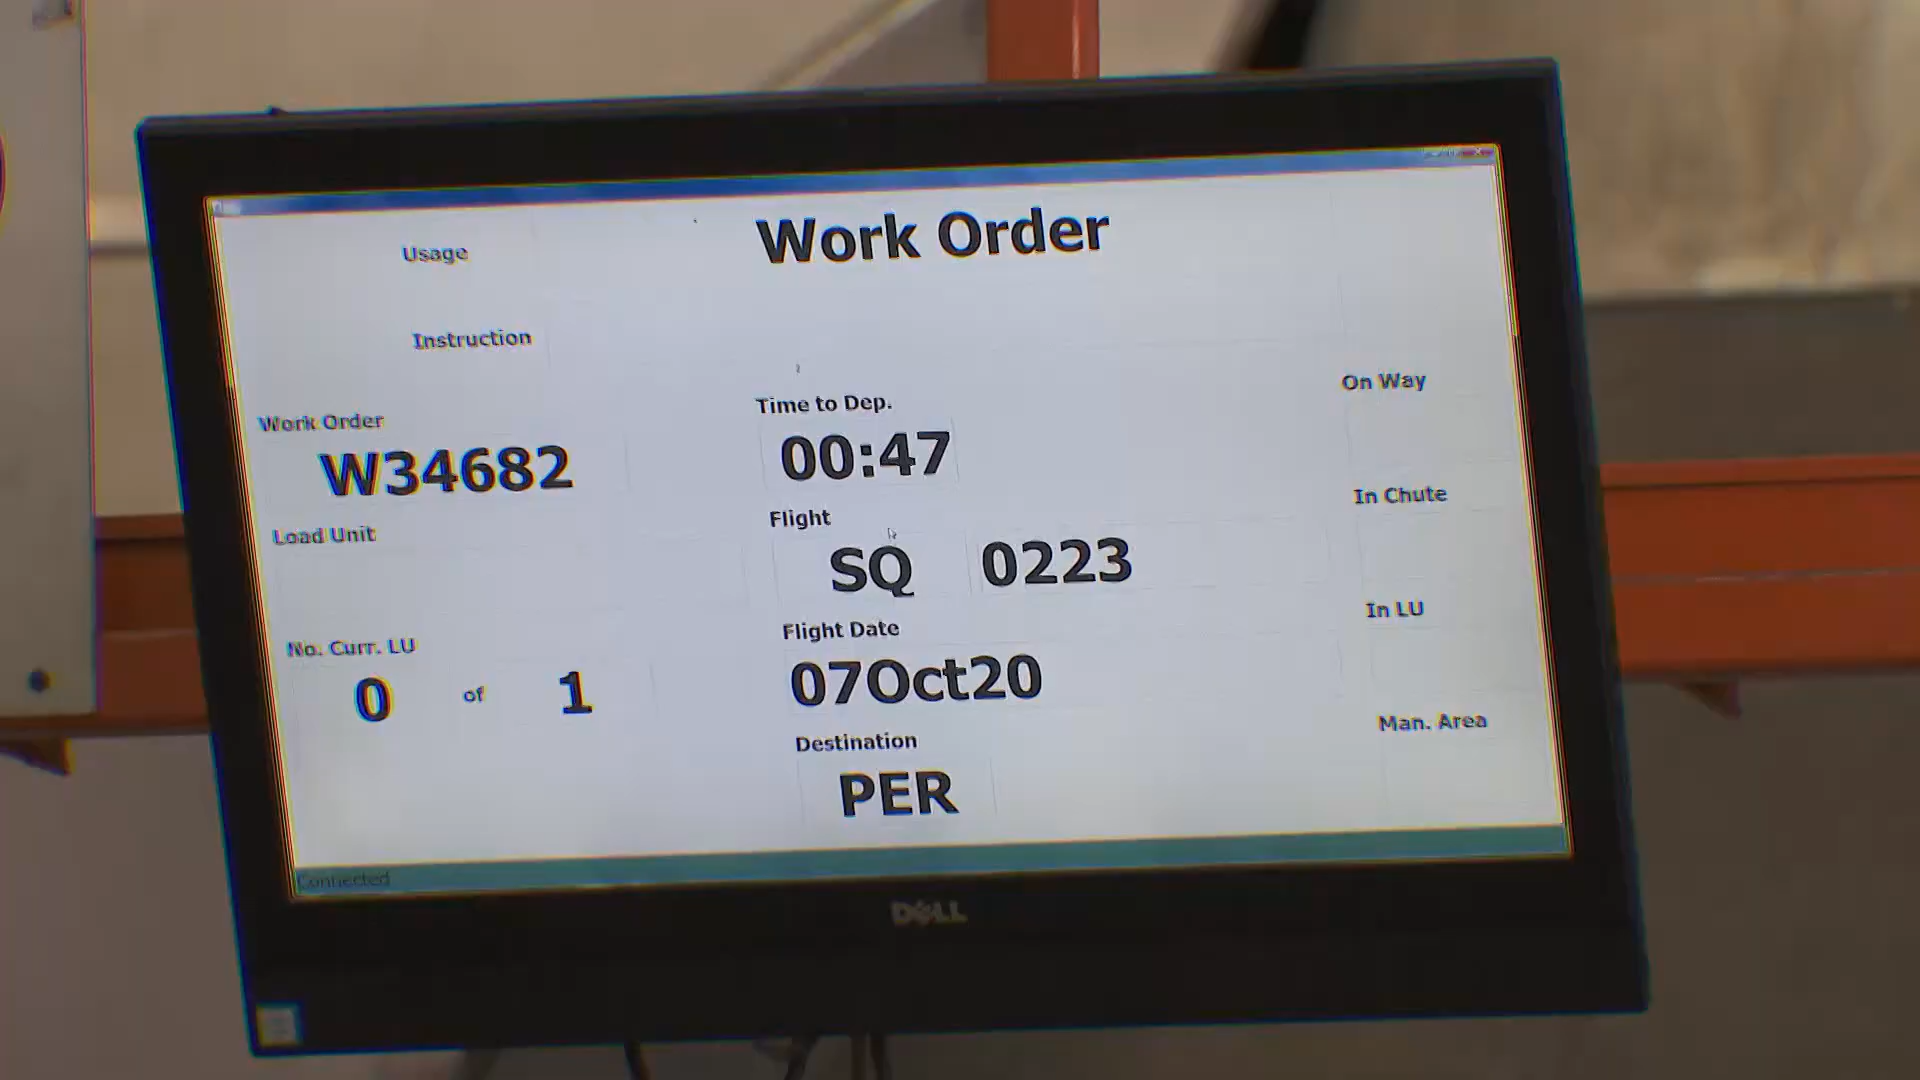 Work Order
Usage
Instruction
Work Order
W34682
Load Unit
No. Curr. LU
0 of 1
Time to Dep.
00:47
Flight
SQ 0223
Flight Date
07Oct20
Destination
PER
On Way
In Chute
In LU
Man. Area
Connected
DELL